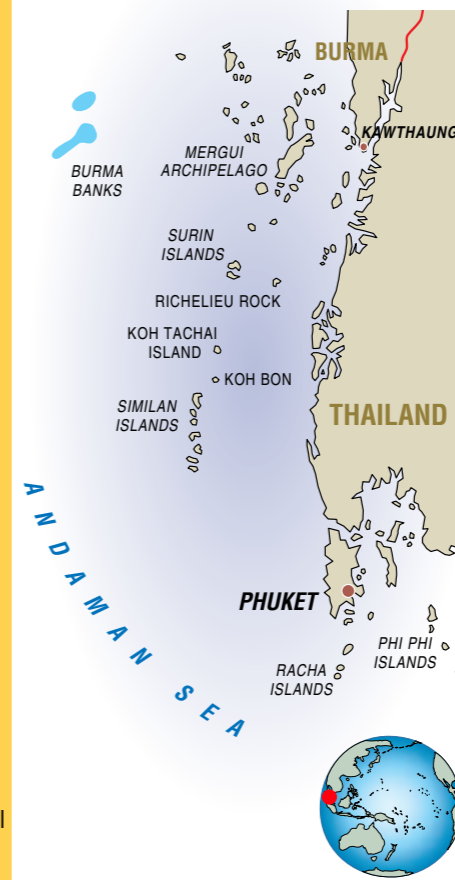 BURMA
KAWTHAUNG
MERGUI
ARCHIPELAGO
BURMA
BANKS
SURIN
ISLANDS
RICHELIEU ROCK
KOH TACHAI
ISLAND
KOH BON
SIMILAN
ISLANDS
THAILAND
ANDAMAN SEA
PHUKET
PHI PHI
ISLANDS
RACHA
ISLANDS
l